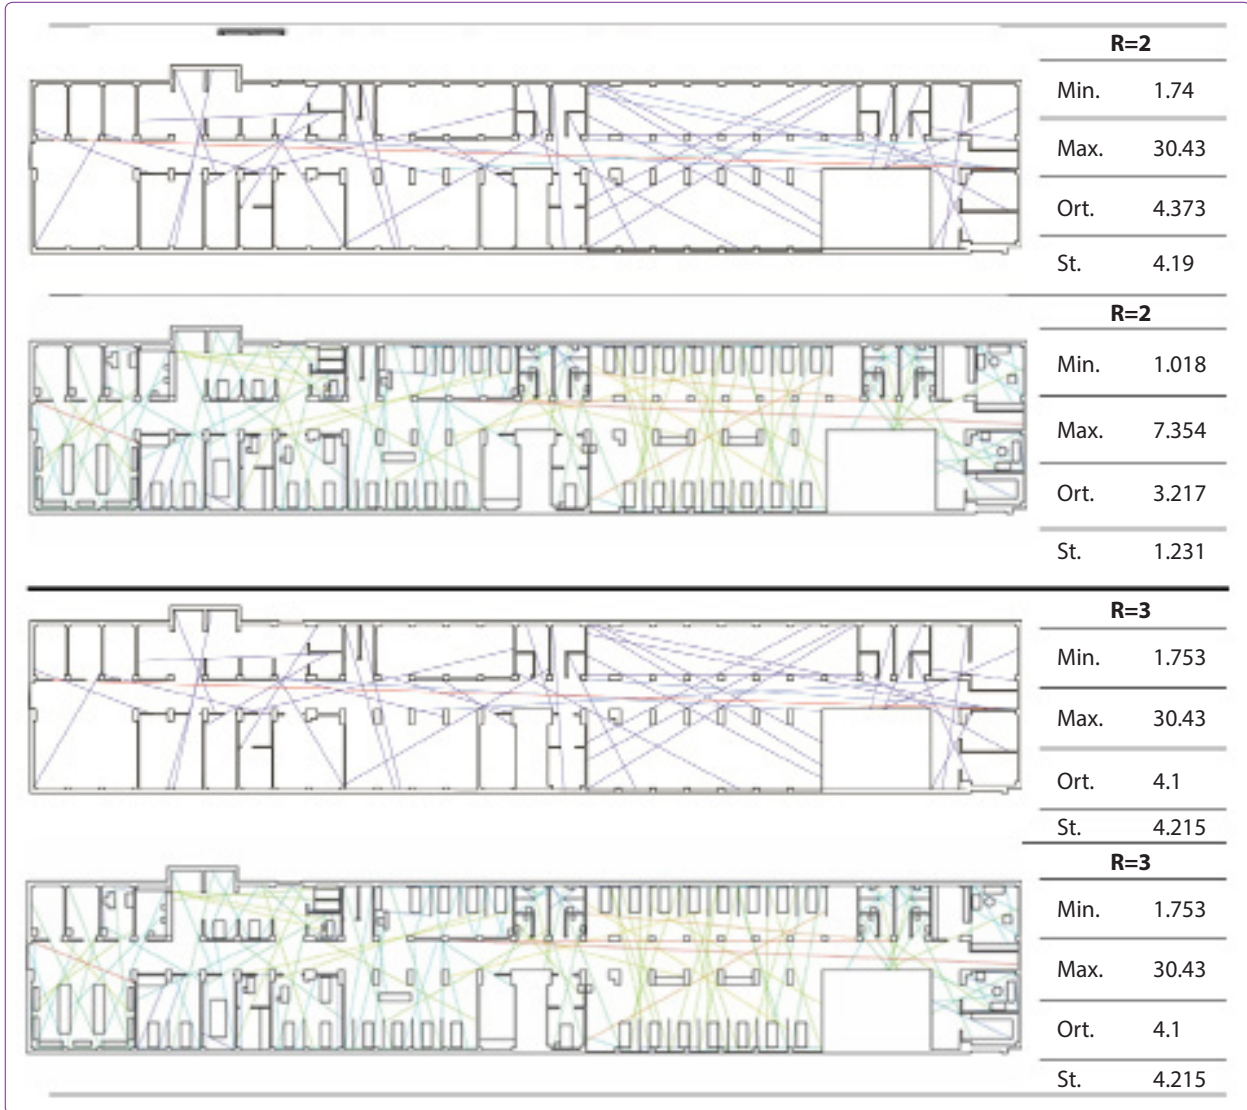 R=2
Min. 1.74
Max. 30.43
Ort. 4.373
St. 4.19
R=2
Min. 1.018
Max. 7.354
Ort. 3.217
St. 1.231
R=3
Min. 1.753
Max. 30.43
Ort. 4.1
St. 4.215
R=3
Min. 1.753
Max. 30.43
Ort. 4.1
St. 4.215